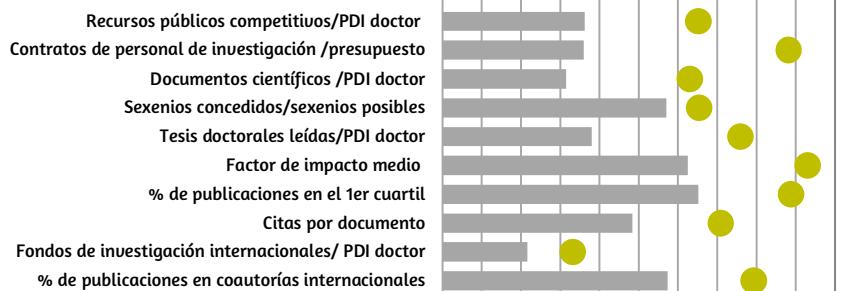 Recursos públicos competitivos/PDI doctor
Contratos de personal de investigación /presupuesto
Documentos científicos /PDI doctor
Sexenios concedidos/sexenios posibles
Tesis doctorales leídas/PDI doctor
Factor de impacto medio
% de publicaciones en el 1er cuartil
Citas por documento
Fondos de investigación internacionales/ PDI doctor
% de publicaciones en coautorías internacionales